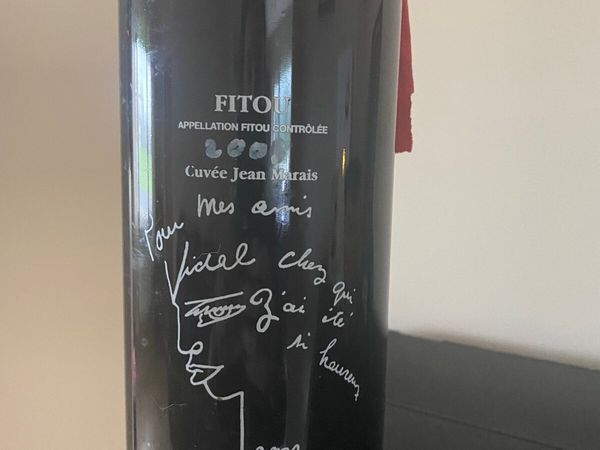 FITOU
APPELLATION FITOU CONTRÔLÉE
Cuvée Jean Marais
Pour mes amis
Vidal chez qui
J'ai été
si heureux